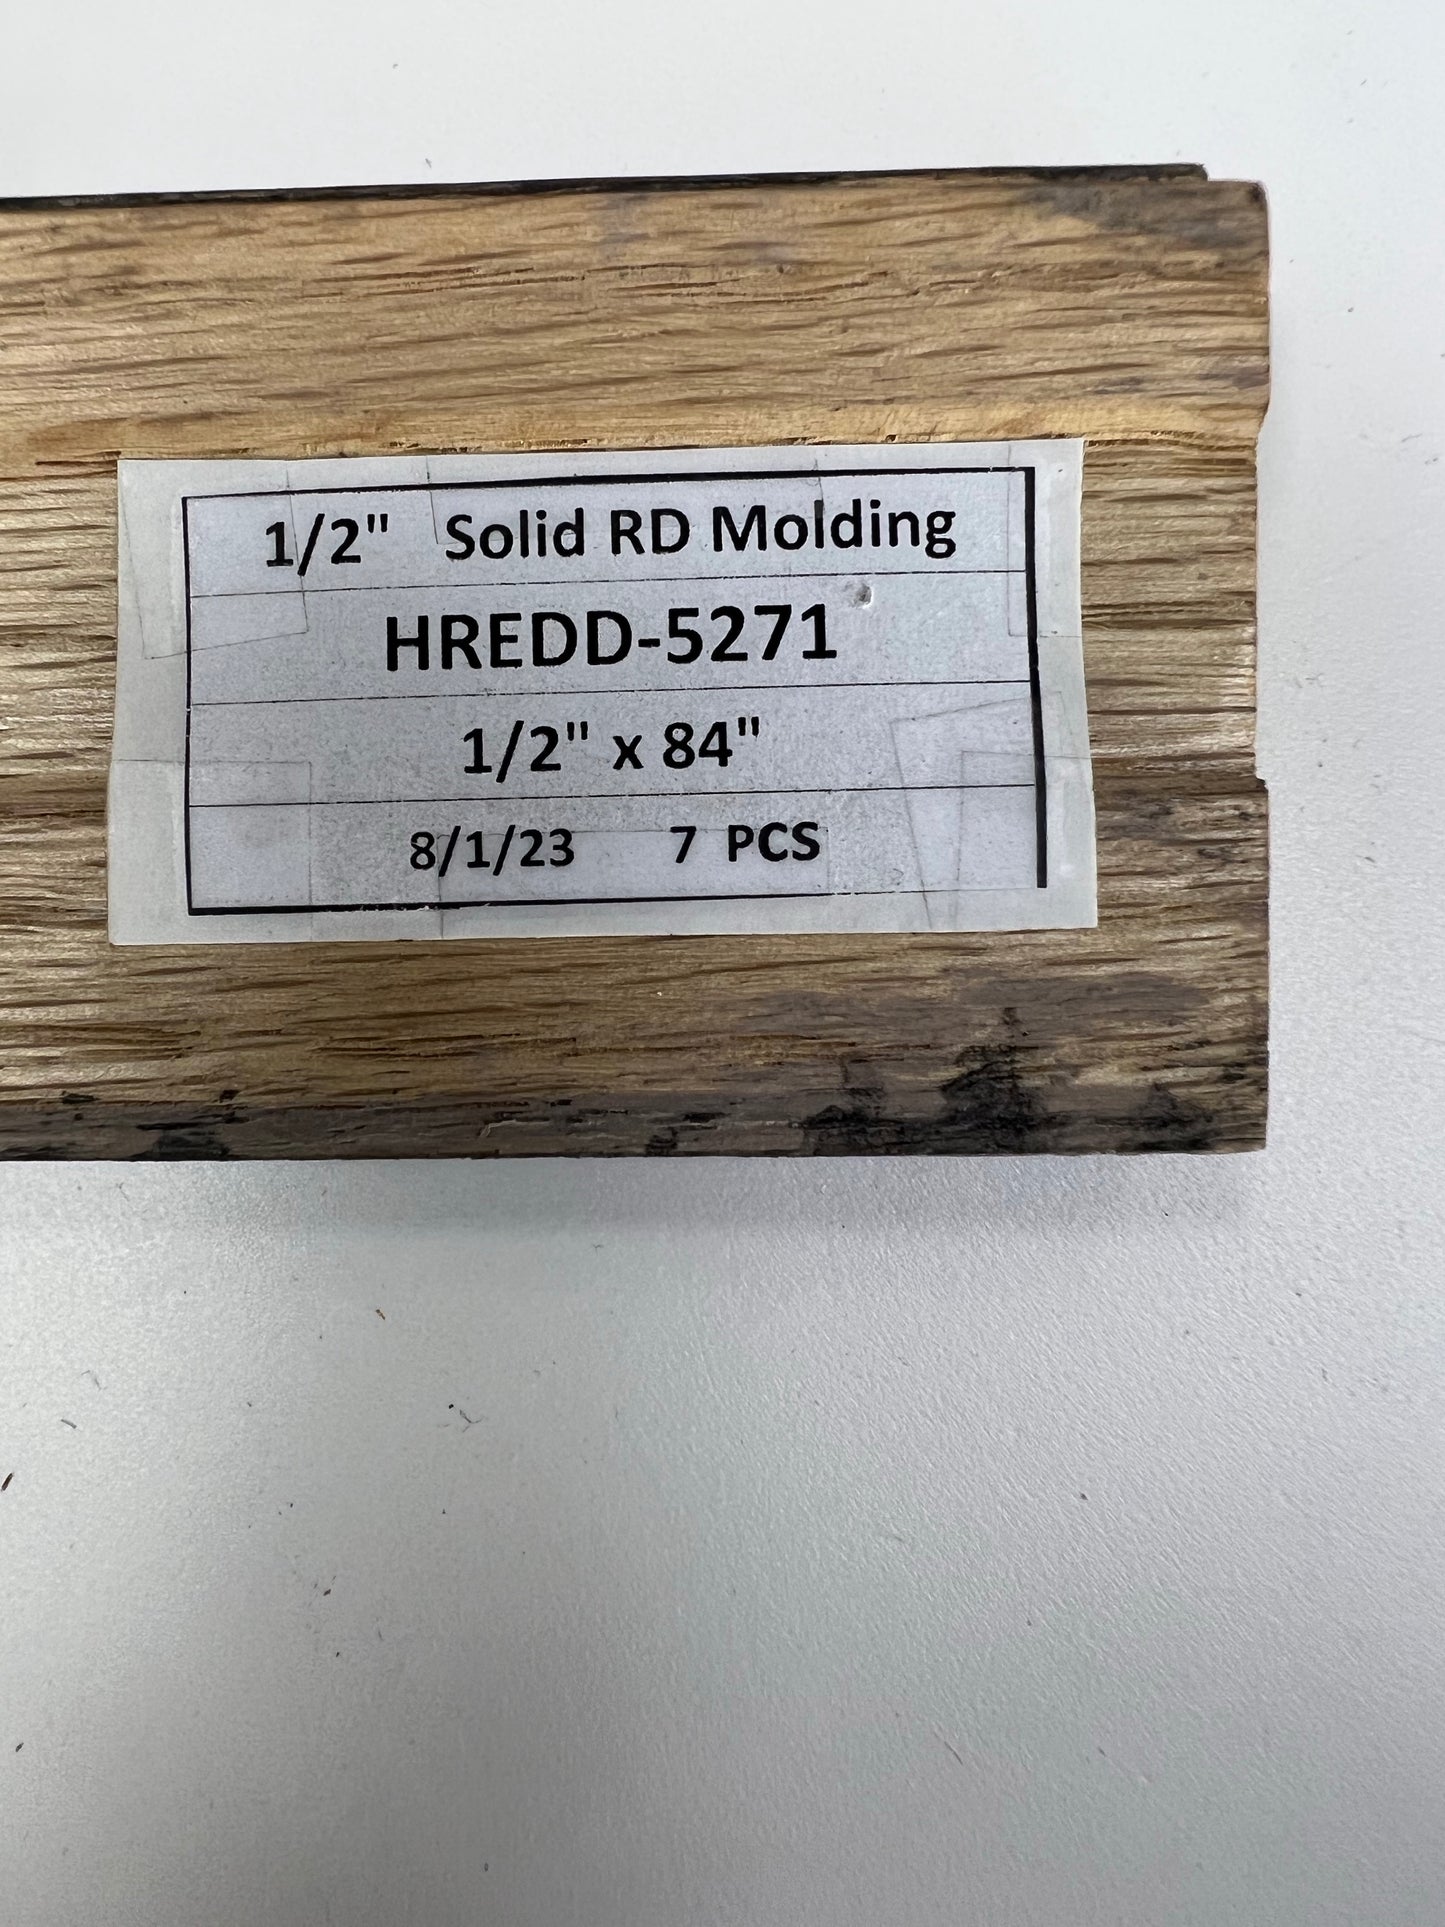 1/2" Solid RD Molding
HREDD-5271
1/2" x 84"
8/1/23 7 PCS